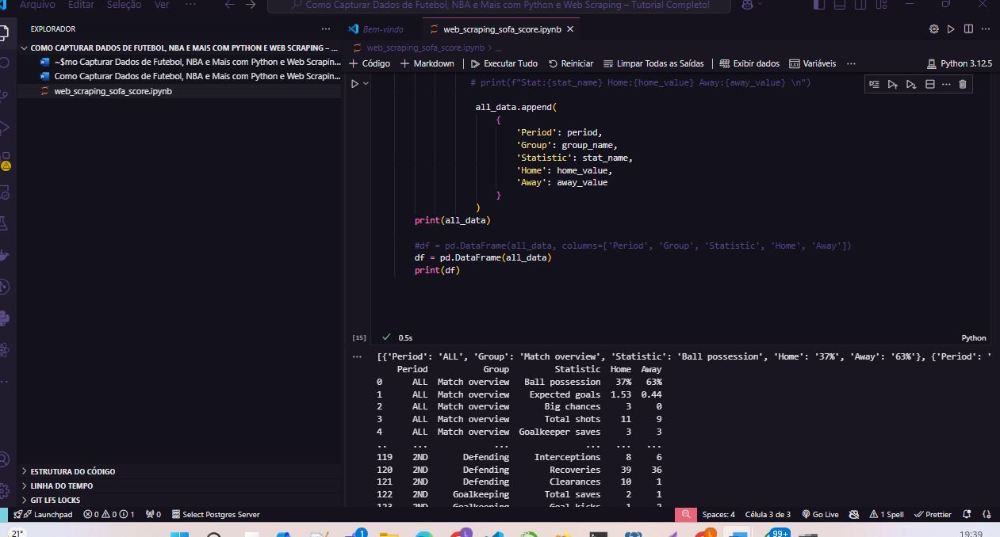 Arquivo Editar Seleção Ver ··· Como Capturar Dados de Futebol, NBA e Mais com Python e Web Scraping – Tutorial Completo!
EXPLORADOR ···
COMO CAPTURAR DADOS DE FUTEBOL, NBA E MAIS COM PYTHON E WEB SCRAPING – ...
~$mo Capturar Dados de Futebol, NBA e Mais com Python e Web Scrapin...
Como Capturar Dados de Futebol, NBA e Mais com Python e Web Scrapin...
web_scraping_sofa_score.ipynb
Bem-vindo web_scraping_sofa_score.ipynb
web_scraping_sofa_score.ipynb > ...
+ Código + Markdown Executar Tudo Reiniciar Limpar Todas as Saídas Exibir dados Variáveis ··· Python 3.12.5
# print(f"Stat:{stat_name} Home:{home_value} Away:{away_value} \n")
all_data.append(
{
'Period': period,
'Group': group_name,
'Statistic': stat_name,
'Home': home_value,
'Away': away_value
}
)
print(all_data)
#df = pd.DataFrame(all_data, columns=['Period', 'Group', 'Statistic', 'Home', 'Away'])
df = pd.DataFrame(all_data)
print(df)
[15] 0.5s Python
··· [{'Period': 'ALL', 'Group': 'Match overview', 'Statistic': 'Ball possession', 'Home': '37%', 'Away': '63%'}, {'Period': '
Period Group Statistic Home Away
0 ALL Match overview Ball possession 37% 63%
1 ALL Match overview Expected goals 1.53 0.44
2 ALL Match overview Big chances 3 0
3 ALL Match overview Total shots 11 9
4 ALL Match overview Goalkeeper saves 3 3
.. ... ... ... ... ...
119 2ND Defending Interceptions 8 6
120 2ND Defending Recoveries 39 36
121 2ND Defending Clearances 10 1
122 2ND Goalkeeping Total saves 2 1
123 2ND Goalkeeping Goal kicks 1 2
ESTRUTURA DO CÓDIGO
LINHA DO TEMPO
GIT LFS LOCKS
Launchpad 0 0 1 0 Select Postgres Server Spaces: 4 Célula 3 de 3 Go Live 1 Spell Prettier
21° 1 99+ 19:39